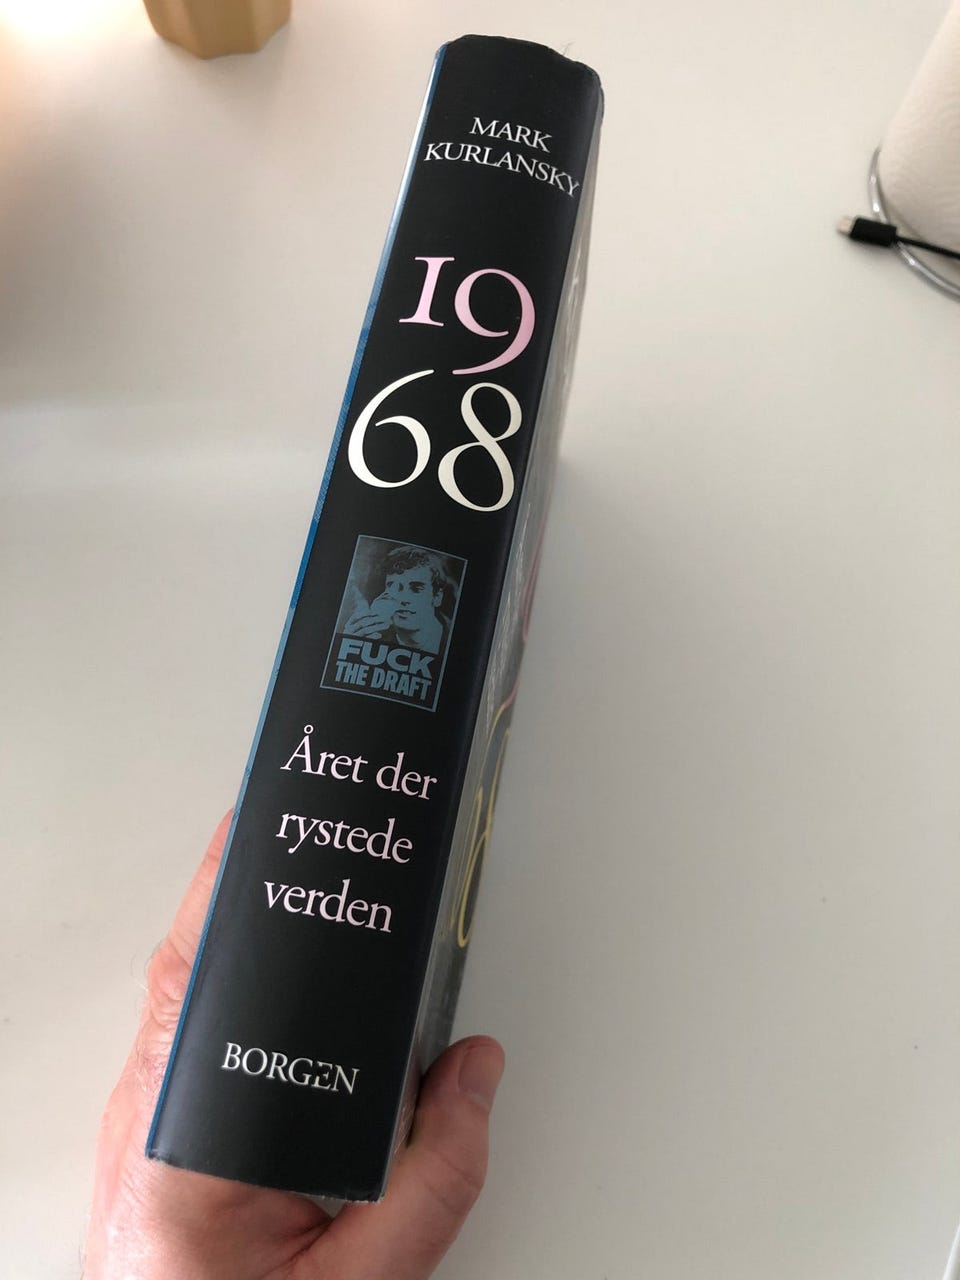 MARK
KURLANSKY
19
68
FUCK
THE DRAFT
Året der
rystede
verden
BORGEN